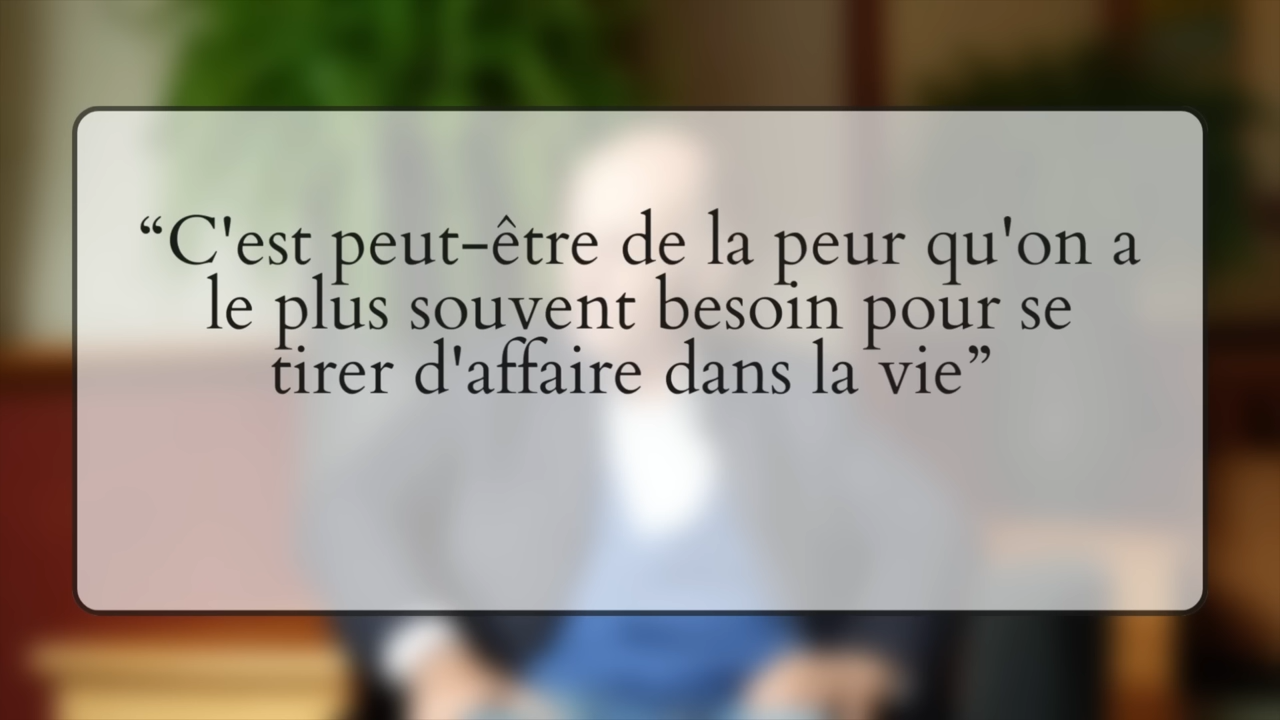 “C'est peut-être de la peur qu'on a
le plus souvent besoin pour se
tirer d'affaire dans la vie”